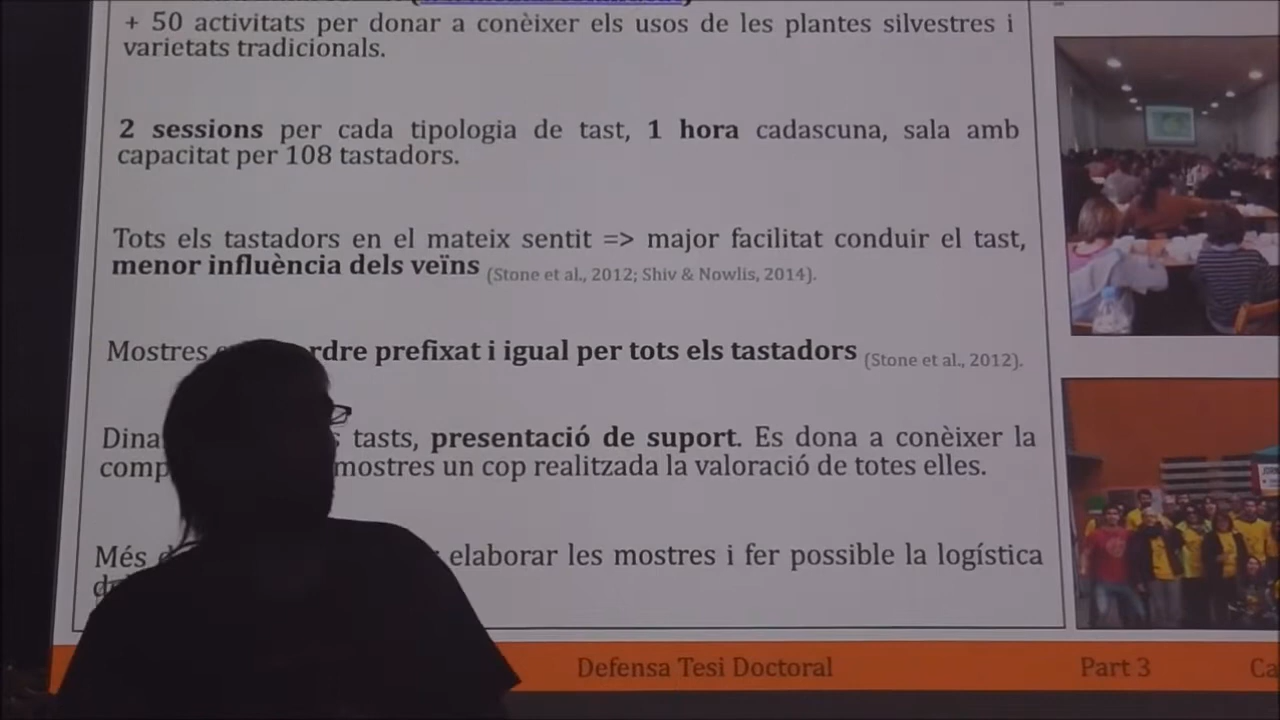 + 50 activitats per donar a conèixer els usos de les plantes silvestres i
varietats tradicionals.
2 sessions per cada tipologia de tast, 1 hora cadascuna, sala amb
capacitat per 108 tastadors.
Tots els tastadors en el mateix sentit => major facilitat conduir el tast,
menor influència dels veïns (Stone et al., 2012; Shiv & Nowlis, 2014).
Mostres rdre prefixat i igual per tots els tastadors (Stone et al., 2012).
Dina tasts, presentació de suport. Es dona a conèixer la
comp mostres un cop realitzada la valoració de totes elles.
Més elaborar les mostres i fer possible la logística
Defensa Tesi Doctoral
Part 3
Ca